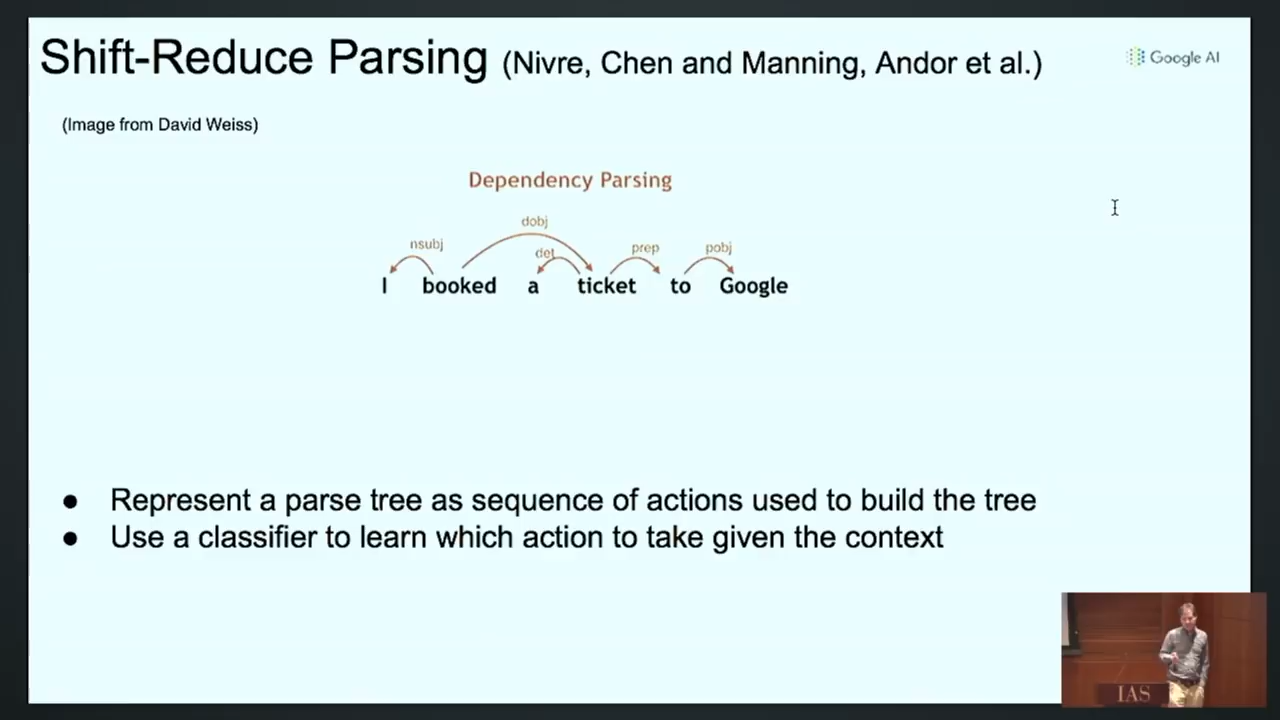 Shift-Reduce Parsing (Nivre, Chen and Manning, Andor et al.)
Google AI
(Image from David Weiss)
Dependency Parsing
dobj
nsubj
det
prep
pobj
I booked a ticket to Google
● Represent a parse tree as sequence of actions used to build the tree
● Use a classifier to learn which action to take given the context
IAS